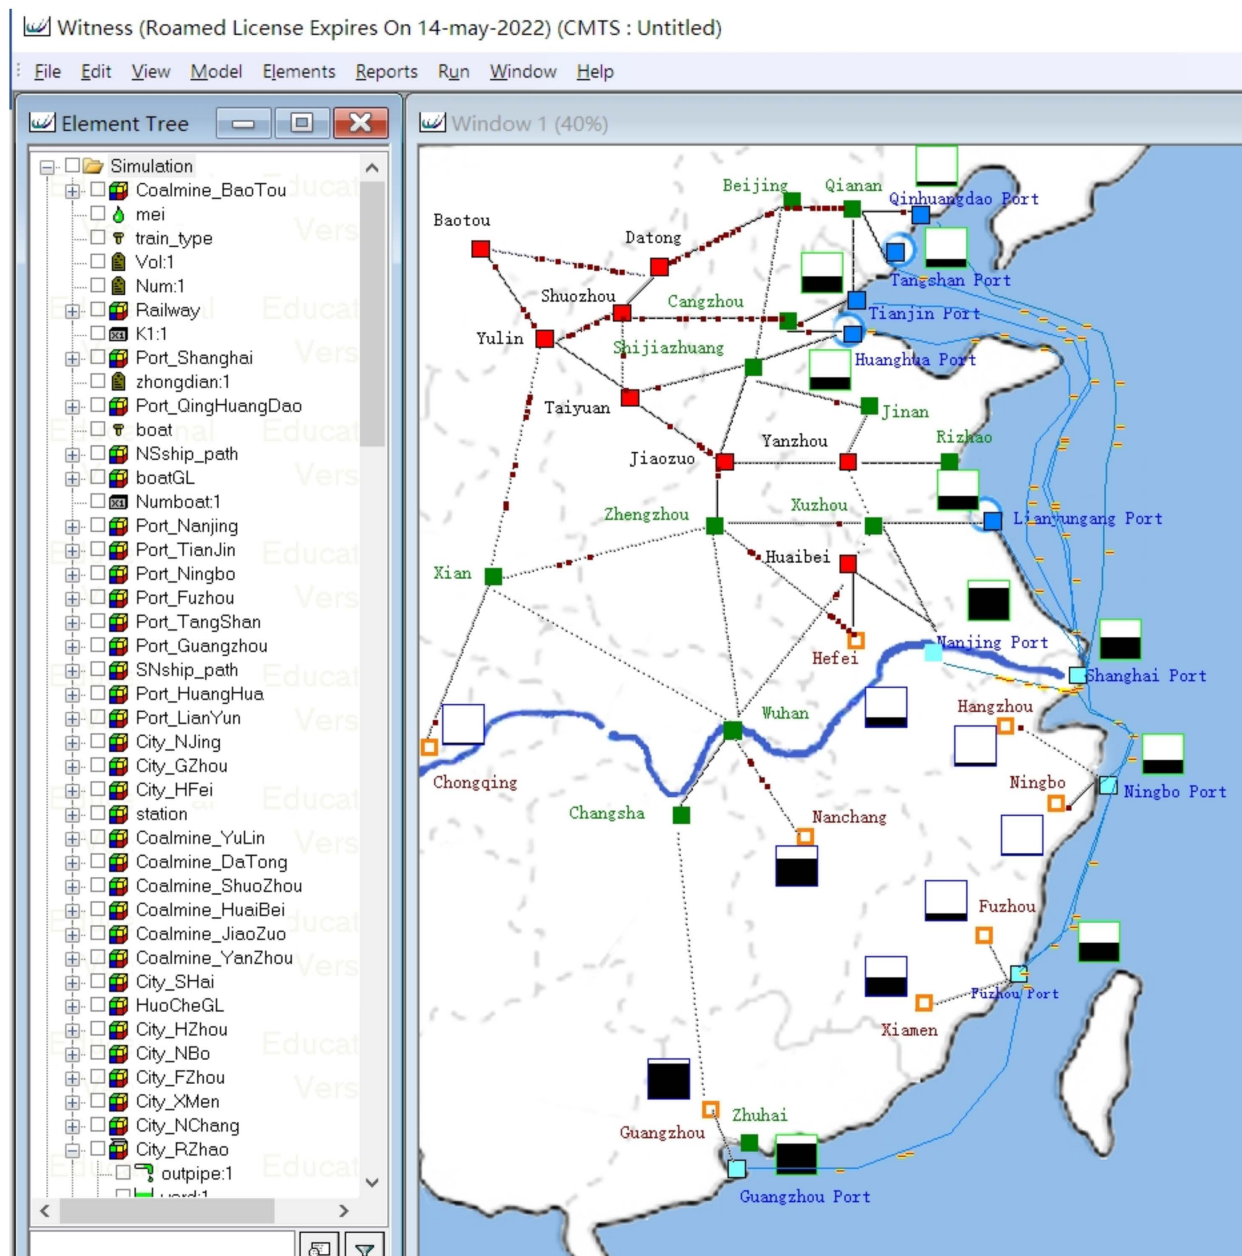 Witness (Roamed License Expires On 14-may-2022) (CMTS : Untitled)
File Edit View Model Elements Reports Run Window Help
Element Tree
Simulation
Coalmine_BaoTou
mei
train_type
Vol:1
Num:1
Railway
K1:1
Port_Shanghai
zhongdian:1
Port_QingHuangDao
boat
NSship_path
boatGL
Numboat:1
Port_Nanjing
Port_TianJin
Port_Ningbo
Port_Fuzhou
Port_TangShan
Port_Guangzhou
SNship_path
Port_HuangHua
Port_LianYun
City_NJing
City_GZhou
City_HFei
station
Coalmine_YuLin
Coalmine_DaTong
Coalmine_ShuoZhou
Coalmine_HuaiBei
Coalmine_JiaoZuo
Coalmine_YanZhou
City_SHai
HuoCheGL
City_HZhou
City_NBo
City_FZhou
City_XMen
City_NChang
City_RZhao
outpipe:1
yard:1
Window 1 (40%)
Beijing
Qianan
Qinhuangdao Port
Baotou
Datong
Tangshan Port
Shuozhou
Cangzhou
Tianjin Port
Yulin
Shijiazhuang
Huanghua Port
Taiyuan
Jinan
Jiaozuo
Yanzhou
Rizhao
Zhengzhou
Xuzhou
Lianyungang Port
Huaibei
Xian
Hefei
Nanjing Port
Shanghai Port
Hangzhou
Wuhan
Chongqing
Ningbo
Ningbo Port
Changsha
Nanchang
Fuzhou
Fuzhou Port
Xiamen
Guangzhou
Zhuhai
Guangzhou Port